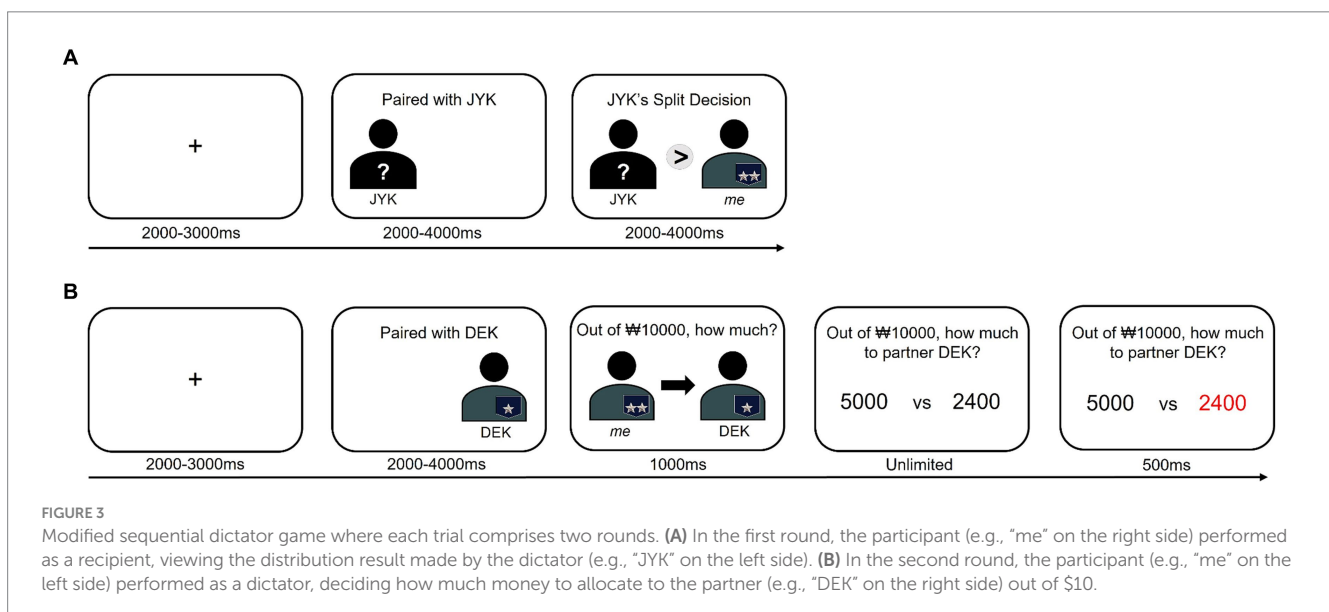 A
+
Paired with JYK
?
JYK
JYK's Split Decision
?
>
JYK
me
2000-3000ms
2000-4000ms
2000-4000ms
B
+
Paired with DEK
DEK
Out of ₩10000, how much?
me
DEK
Out of ₩10000, how much
to partner DEK?
5000 vs 2400
Out of ₩10000, how much
to partner DEK?
5000 vs 2400
2000-3000ms
2000-4000ms
1000ms
Unlimited
500ms
FIGURE 3
Modified sequential dictator game where each trial comprises two rounds. (A) In the first round, the participant (e.g., “me” on the right side) performed
as a recipient, viewing the distribution result made by the dictator (e.g., “JYK” on the left side). (B) In the second round, the participant (e.g., “me” on the
left side) performed as a dictator, deciding how much money to allocate to the partner (e.g., “DEK” on the right side) out of $10.